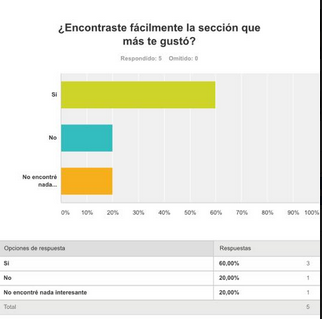 ¿Encontraste fácilmente la sección que
más te gustó?
Respondido: 5 Omitido: 0
Sí
No
No encontré
nada...
0% 10% 20% 30% 40% 50% 60% 70% 80% 90% 100%
Opciones de respuesta Respuestas
Sí 60,00% 3
No 20,00% 1
No encontré nada interesante 20,00% 1
Total 5